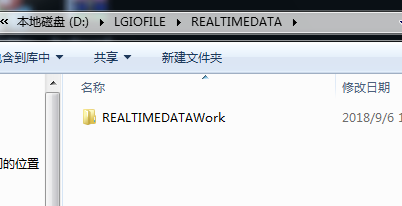 本地磁盘 (D:) ▸ LGIOFILE ▸ REALTIMEDATA
含到库中 共享 新建文件夹
名称 修改日期
REALTIMEDATAWork 2018/9/6 1
的位置